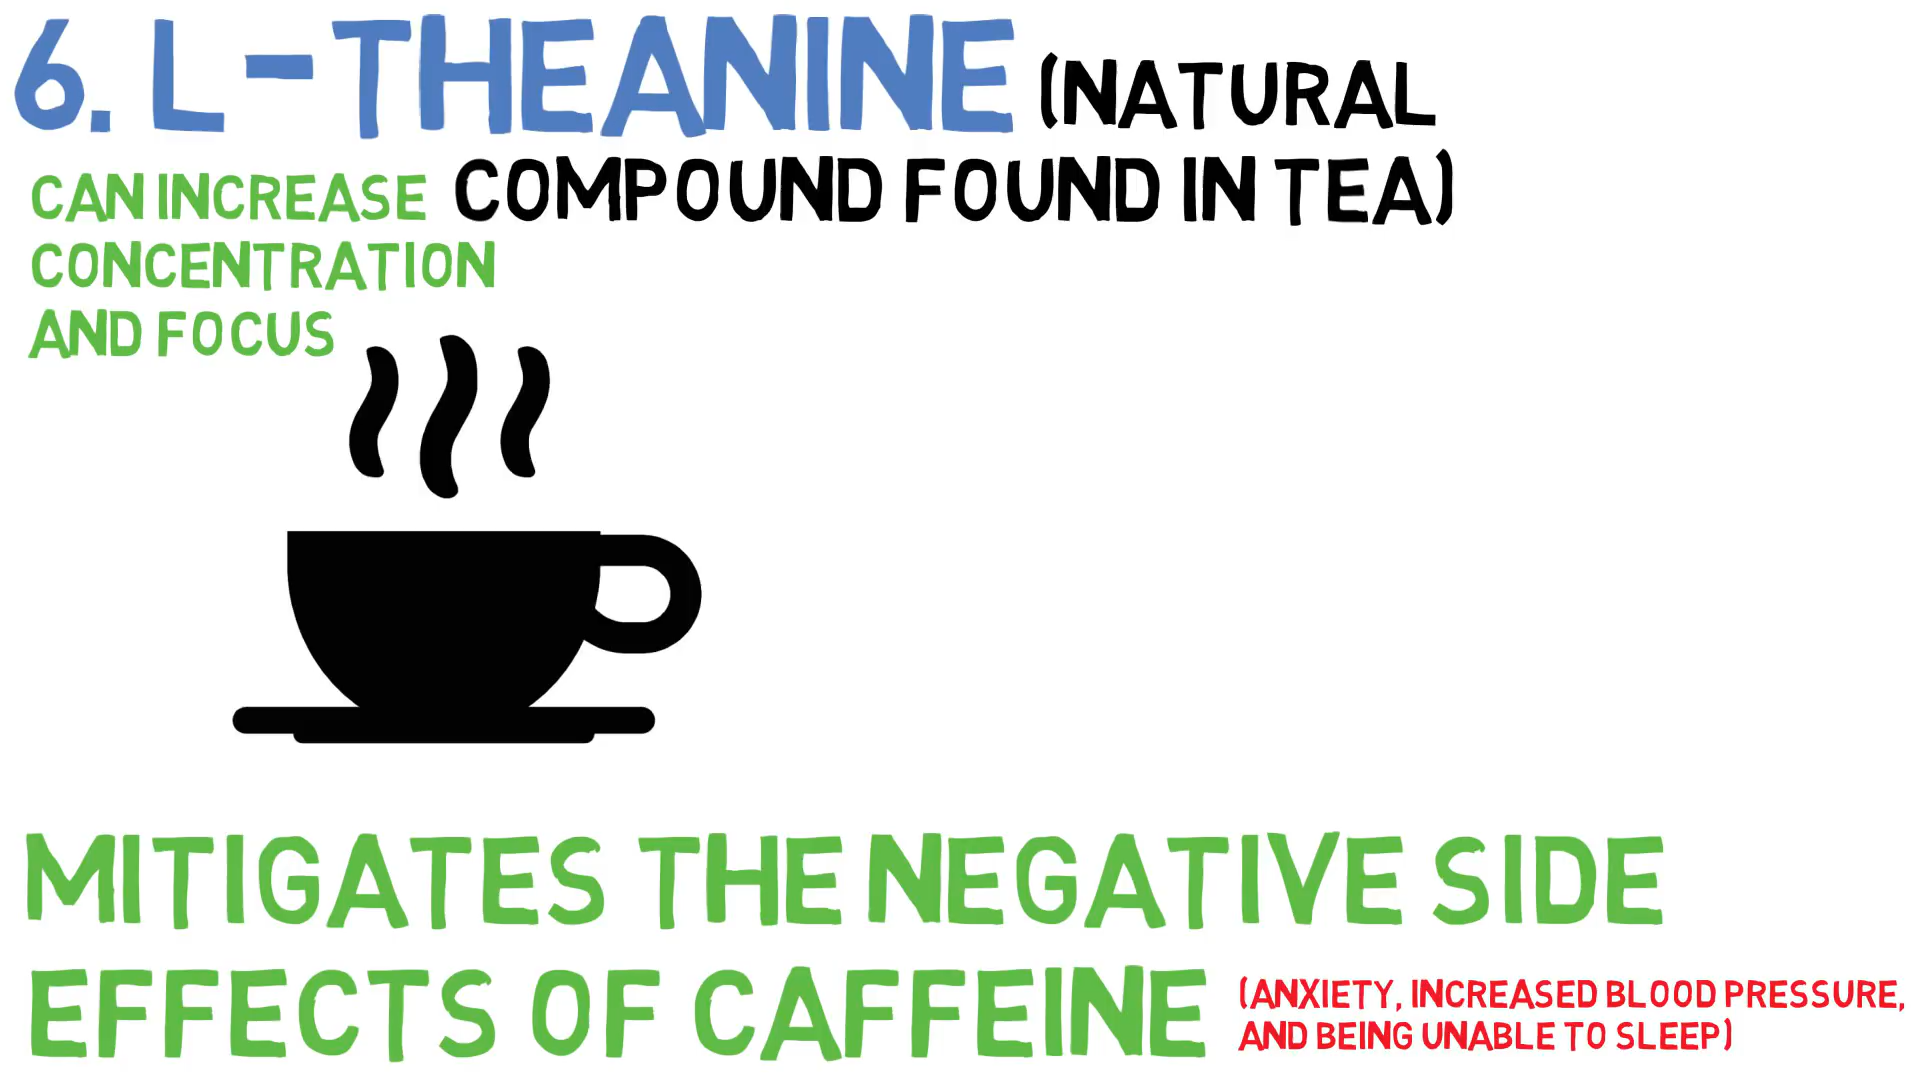 6. L-THEANINE (NATURAL
COMPOUND FOUND IN TEA)
CAN INCREASE
CONCENTRATION
AND FOCUS
MITIGATES THE NEGATIVE SIDE
EFFECTS OF CAFFEINE
(ANXIETY, INCREASED BLOOD PRESSURE,
AND BEING UNABLE TO SLEEP)